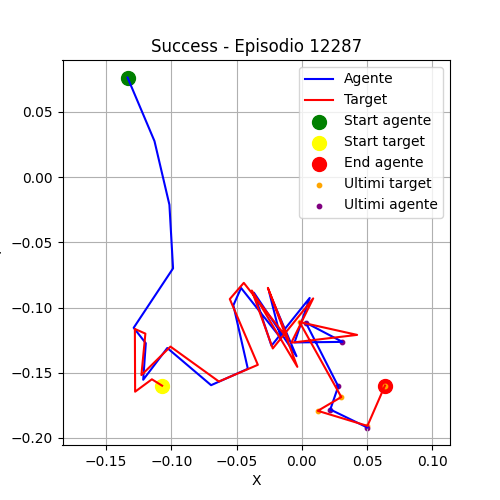 Success - Episodio 12287
Agente
Target
Start agente
Start target
End agente
Ultimi target
Ultimi agente
0.05
0.00
−0.05
−0.10
−0.15
−0.20
−0.15
−0.10
−0.05
0.00
0.05
0.10
X